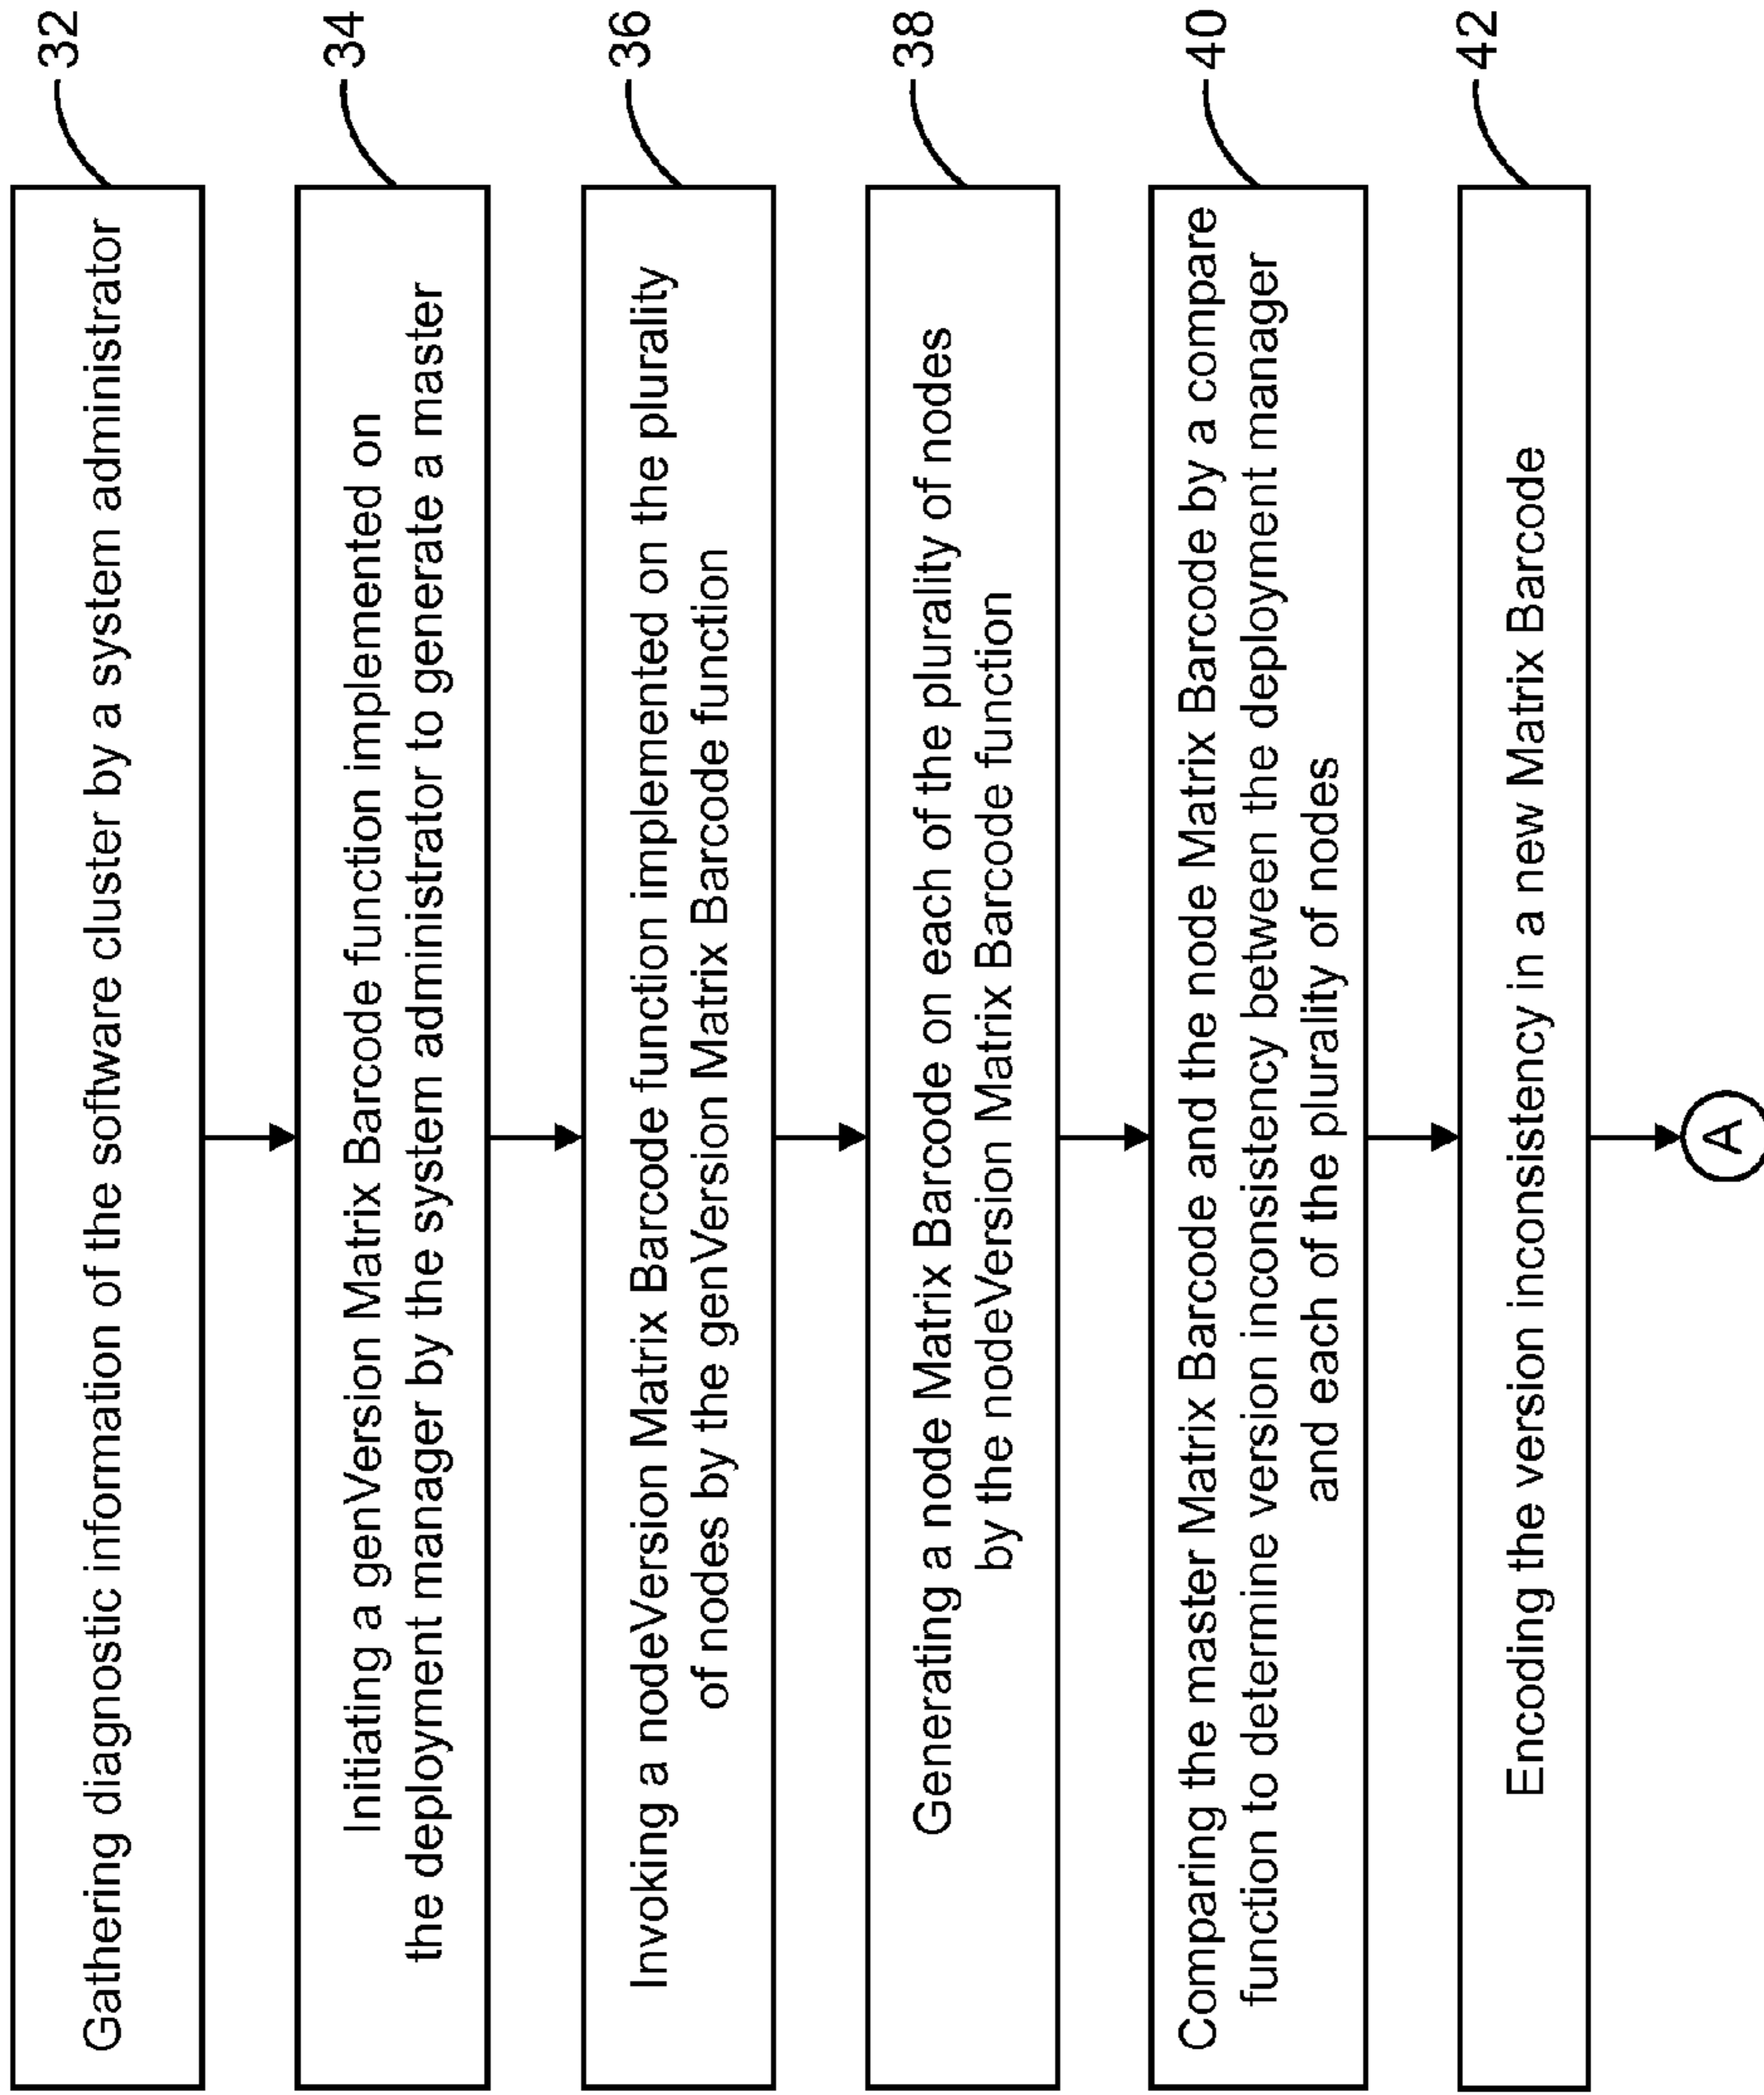 32
Gathering diagnostic information of the software cluster by a system administrator
34
Initiating a genVersion Matrix Barcode function implemented on
the deployment manager by the system administrator to generate a master
36
Invoking a nodeVersion Matrix Barcode function implemented on the plurality
of nodes by the genVersion Matrix Barcode function
38
Generating a node Matrix Barcode on each of the plurality of nodes
by the nodeVersion Matrix Barcode function
40
Comparing the master Matrix Barcode and the node Matrix Barcode by a compare
function to determine version inconsistency between the deployment manager
and each of the plurality of nodes
42
Encoding the version inconsistency in a new Matrix Barcode
A